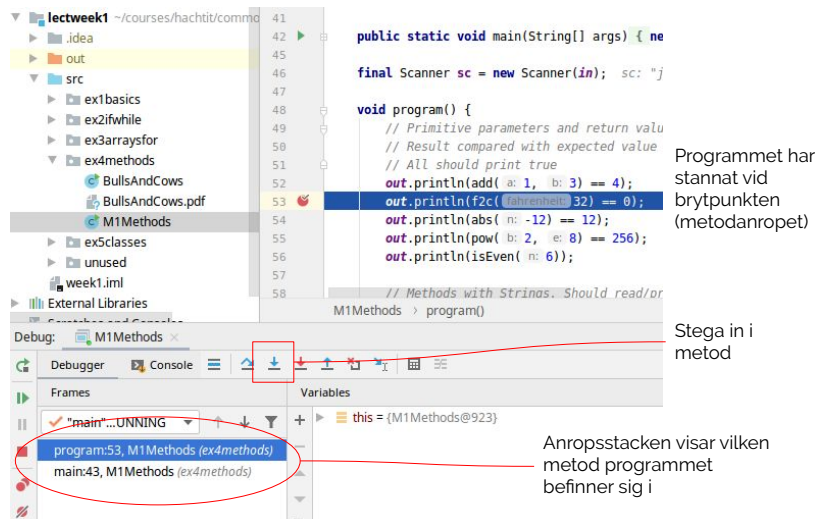 lectweek1 ~/courses/hachtit/commo
.idea
out
src
ex1basics
ex2ifwhile
ex3arraysfor
ex4methods
BullsAndCows
BullsAndCows.pdf
M1Methods
ex5classes
unused
week1.iml
External Libraries
Scratches and Consoles
41
42 public static void main(String[] args) { ne
45
46 final Scanner sc = new Scanner(in); sc: "j
47
48 void program() {
49 // Primitive parameters and return valu
50 // Result compared with expected value
51 // All should print true
52 out.println(add( a: 1, b: 3) == 4);
53 out.println(f2c( fahrenheit: 32) == 0);
54 out.println(abs( n: -12) == 12);
55 out.println(pow( b: 2, e: 8) == 256);
56 out.println(isEven( n: 6));
57
58 // Methods with Strings. Should read/pr
M1Methods > program()
Programmet har
stannat vid
brytpunkten
(metodanropet)
Debug: M1Methods
Debugger Console
Frames Variables
"main"...UNNING
this = {M1Methods@923}
program:53, M1Methods (ex4methods)
main:43, M1Methods (ex4methods)
Stega in i
metod
Anropsstacken visar vilken
metod programmet
befinner sig i